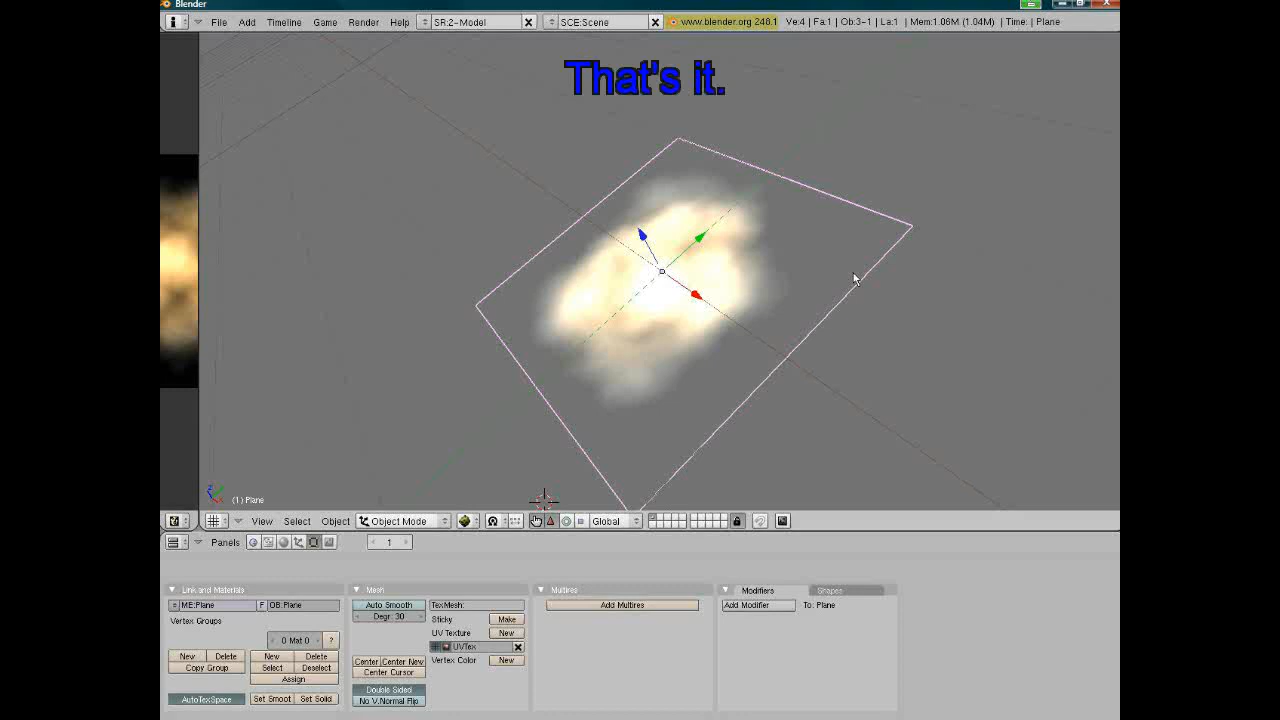 Blender
File Add Timeline Game Render Help SR:2-Model SCE:Scene www.blender.org 248.1 Ve:4 | Fa:1 | Ob:3-1 | La:1 | Mem:1.06M (1.04M) | Time: | Plane
That's it.
(1) Plane
View Select Object Object Mode Global
Panels 1
Link and Materials Mesh Multires Modifiers Shapes
ME:Plane F OB:Plane Auto Smooth TexMesh: Add Multires Add Modifier To: Plane
Vertex Groups Degr: 30 Sticky Make
UV Texture New
0 Mat 0 ? UVTex
New Delete New Delete Center Center New Vertex Color New
Copy Group Select Deselect Center Cursor
Assign
Double Sided
AutoTexSpace Set Smoot Set Solid No V.Normal Flip